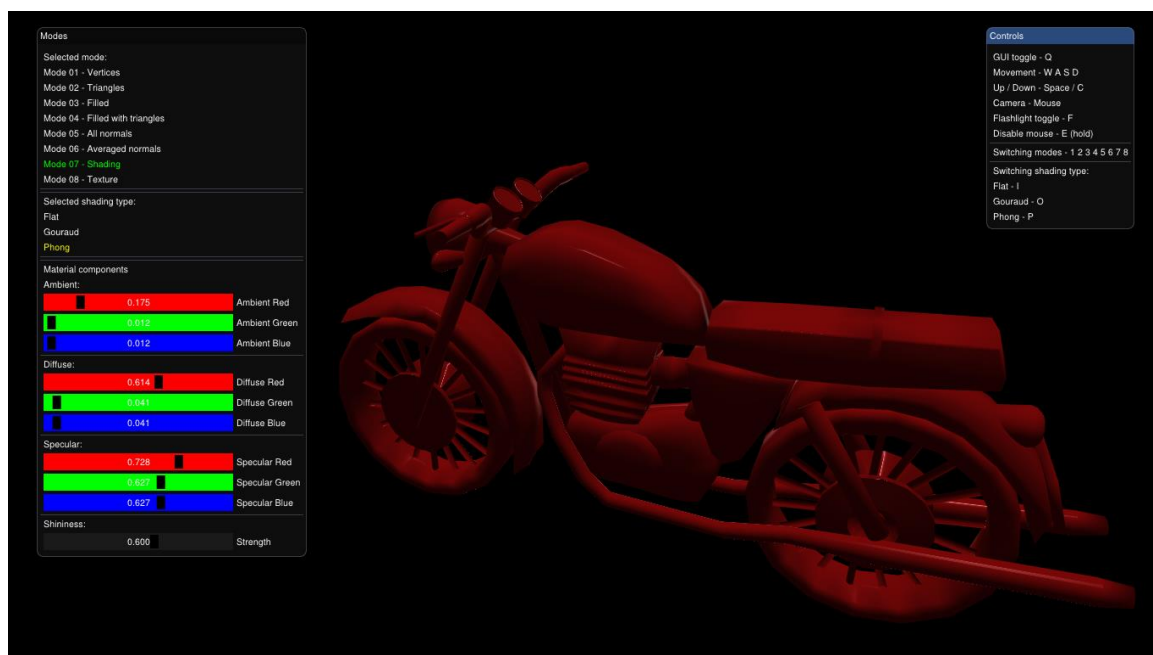 Modes
Selected mode:
Mode 01 - Vertices
Mode 02 - Triangles
Mode 03 - Filled
Mode 04 - Filled with triangles
Mode 05 - All normals
Mode 06 - Averaged normals
Mode 07 - Shading
Mode 08 - Texture
Selected shading type:
Flat
Gouraud
Phong
Material components
Ambient:
0.175 Ambient Red
0.012 Ambient Green
0.012 Ambient Blue
Diffuse:
0.614 Diffuse Red
0.041 Diffuse Green
0.041 Diffuse Blue
Specular:
0.728 Specular Red
0.627 Specular Green
0.627 Specular Blue
Shininess:
0.600 Strength
Controls
GUI toggle - Q
Movement - W A S D
Up / Down - Space / C
Camera - Mouse
Flashlight toggle - F
Disable mouse - E (hold)
Switching modes - 1 2 3 4 5 6 7 8
Switching shading type:
Flat - I
Gouraud - O
Phong - P